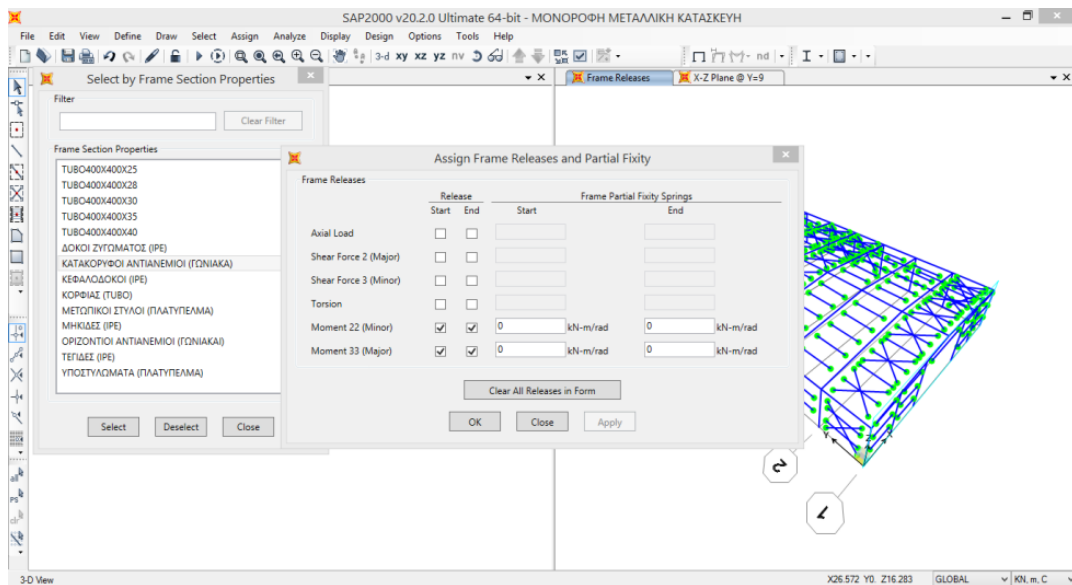 SAP2000 v20.2.0 Ultimate 64-bit - ΜΟΝΟΡΟΦΗ ΜΕΤΑΛΛΙΚΗ ΚΑΤΑΣΚΕΥΗ
File Edit View Define Draw Select Assign Analyze Display Design Options Tools Help
3-d xy xz yz nv nd
Select by Frame Section Properties
Filter
Clear Filter
Frame Section Properties
TUBO400X400X25
TUBO400X400X28
TUBO400X400X30
TUBO400X400X35
TUBO400X400X40
ΔΟΚΟΙ ΖΥΓΩΜΑΤΟΣ (IPE)
ΚΑΤΑΚΟΡΥΦΟΙ ΑΝΤΙΑΝΕΜΙΟΙ (ΓΩΝΙΑΚΑ)
ΚΕΦΑΛΟΔΟΚΟΙ (IPE)
ΚΟΡΦΙΑΣ (TUBO)
ΜΕΤΩΠΙΚΟΙ ΣΤΥΛΟΙ (ΠΛΑΤΥΠΕΛΜΑ)
ΜΗΚΙΔΕΣ (IPE)
ΟΡΙΖΟΝΤΙΟΙ ΑΝΤΙΑΝΕΜΙΟΙ (ΓΩΝΙΑΚΑΙ)
ΤΕΓΙΔΕΣ (IPE)
ΥΠΟΣΤΥΛΩΜΑΤΑ (ΠΛΑΤΥΠΕΛΜΑ)
Select Deselect Close
Frame Releases X-Z Plane @ Y=9
Assign Frame Releases and Partial Fixity
Frame Releases
Release Frame Partial Fixity Springs
Start End Start End
Axial Load
Shear Force 2 (Major)
Shear Force 3 (Minor)
Torsion
Moment 22 (Minor) 0 kN-m/rad 0 kN-m/rad
Moment 33 (Major) 0 kN-m/rad 0 kN-m/rad
Clear All Releases in Form
OK Close Apply
Y Z X
2
1
all
PS
clr
3-D View X26.572 Y0. Z16.283 GLOBAL KN, m, C